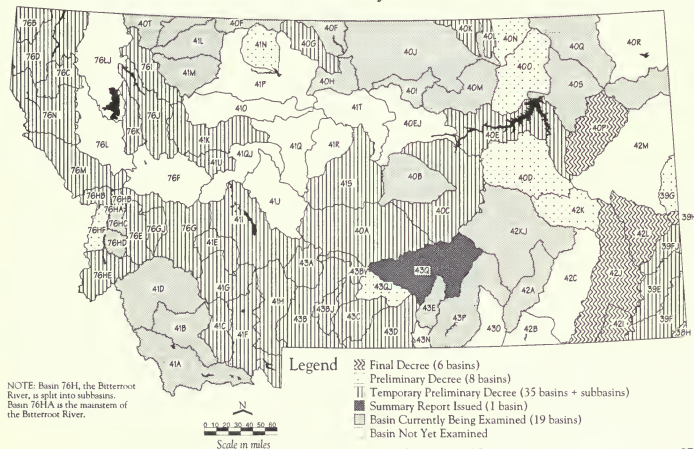 76B
40T
40F
40F
40K
40L
40N
40Q
40R
76D
76LJ
76I
41L
41N
40G
40J
40O
76C
41M
40H
40I
40M
40S
76N
76J
41P
40E
40P
76K
41O
41T
40EJ
42M
76L
41K
41QJ
41Q
41R
40D
76M
41U
40B
76F
41J
41S
40C
42K
39G
76HB
76HB
76HA
76HC
76HF
76HD
76E
76GJ
76G
41I
40A
42KJ
42L
39H
39FJ
76HE
41E
43A
43BV
43Q
42J
42C
39E
41D
41G
41H
43QJ
43E
42A
43B
43BJ
43C
43D
43P
43O
42B
42I
39F
38H
41B
41C
41F
43N
41A
Legend
Final Decree (6 basins)
Preliminary Decree (8 basins)
Temporary Preliminary Decree (35 basins + subbasins)
Summary Report Issued (1 basin)
Basin Currently Being Examined (19 basins)
Basin Not Yet Examined
NOTE: Basin 76H, the Bitterroot
River, is split into subbasins.
Basin 76HA is the mainstem of
the Bitterroot River.
N
0 10 20 30 40 50 60
Scale in miles